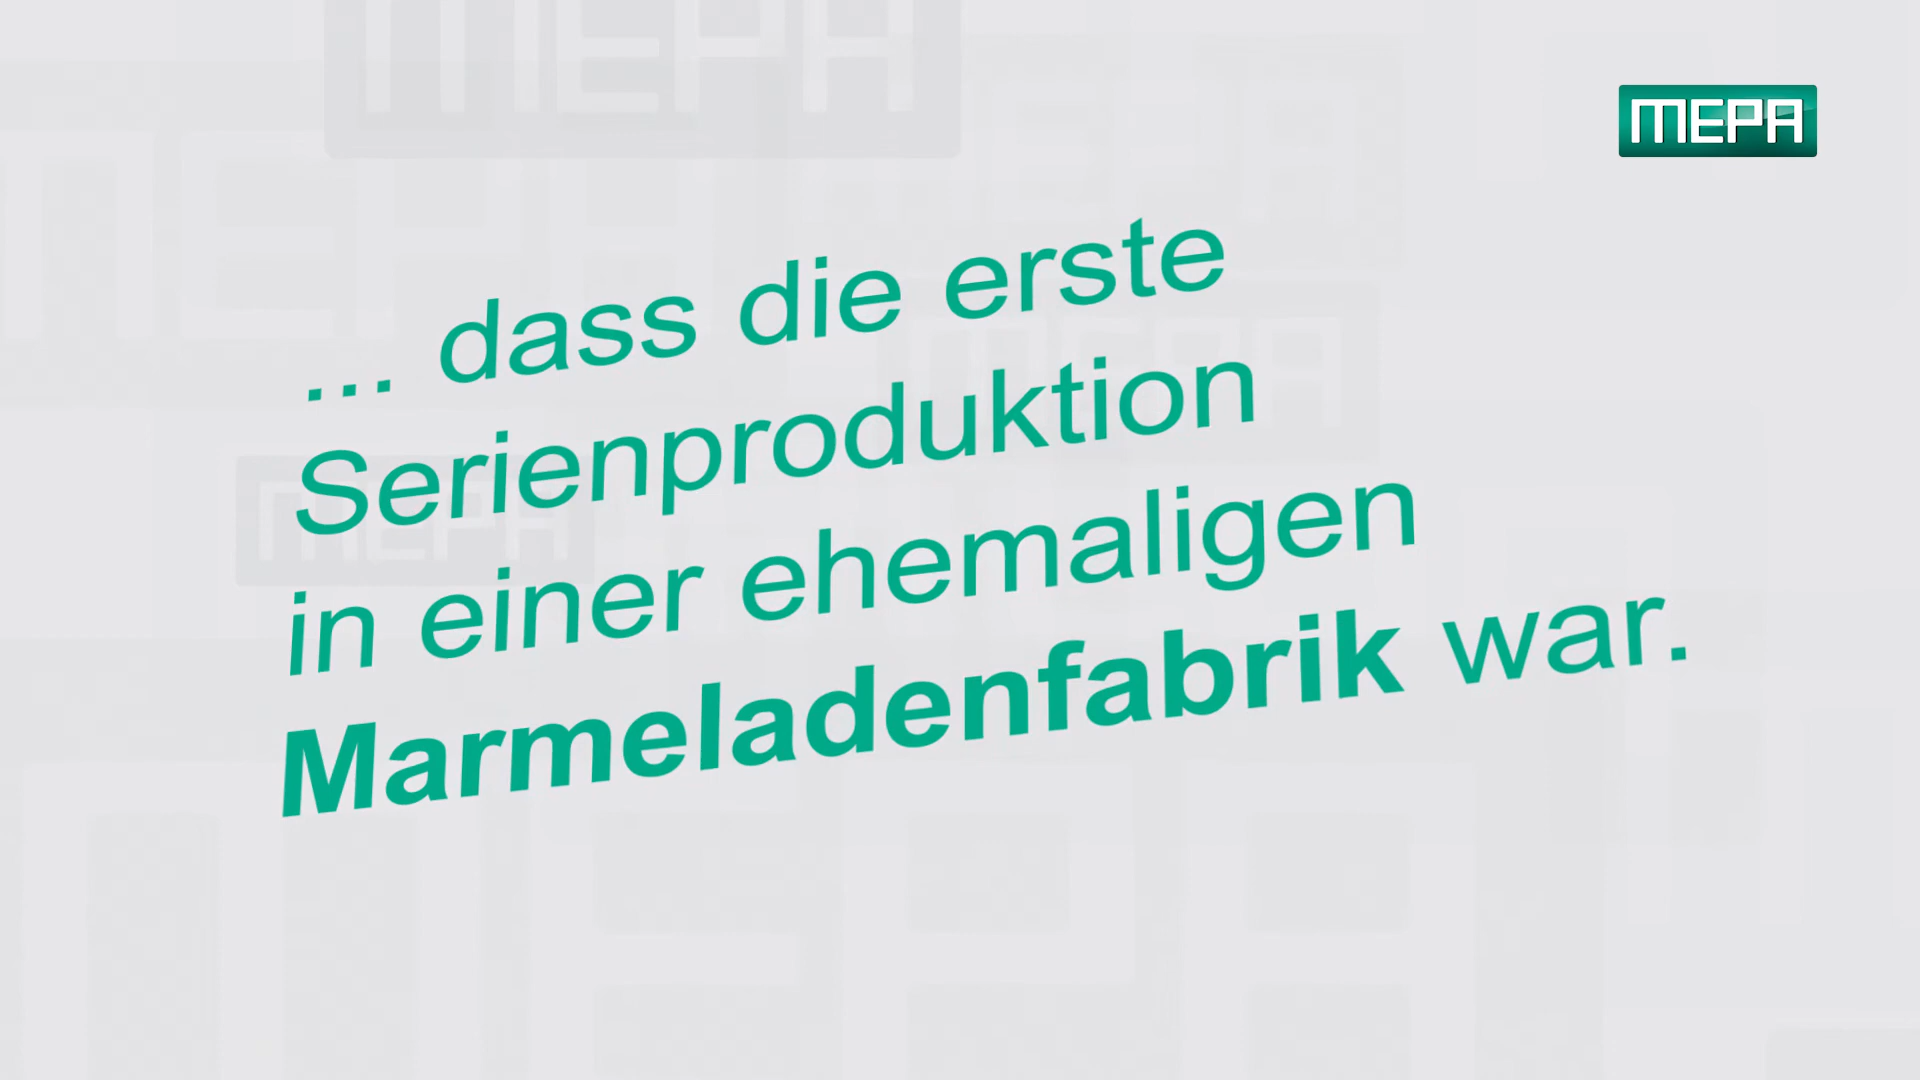 MEPA
... dass die erste
Serienproduktion
in einer ehemaligen
Marmeladenfabrik war.